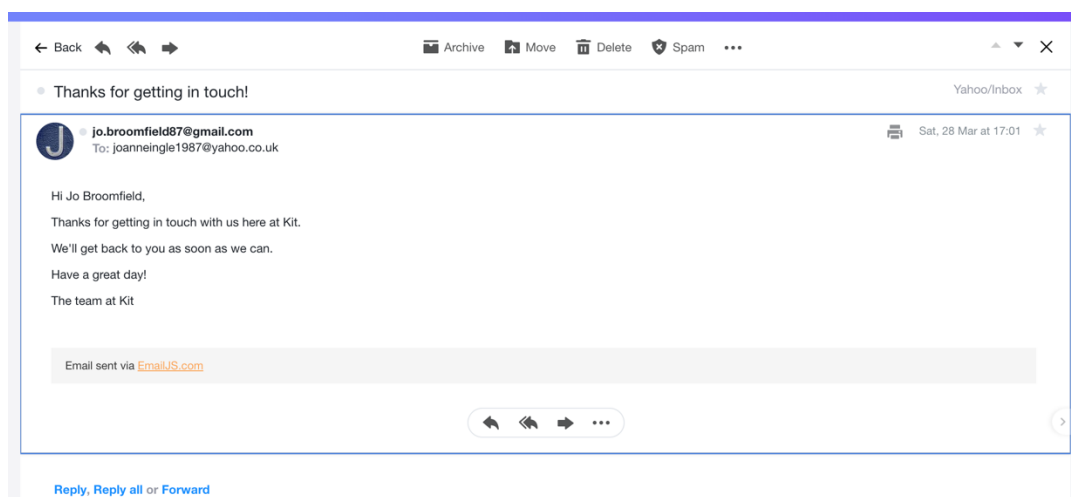 Back
Archive Move Delete Spam
Thanks for getting in touch!
Yahoo/Inbox
J
jo.broomfield87@gmail.com
Sat, 28 Mar at 17:01
To: joanneingle1987@yahoo.co.uk
Hi Jo Broomfield,
Thanks for getting in touch with us here at Kit.
We'll get back to you as soon as we can.
Have a great day!
The team at Kit
Email sent via EmailJS.com
Reply, Reply all or Forward